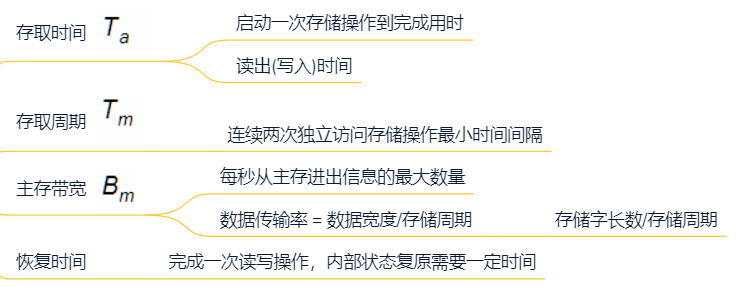 存取时间 Ta
启动一次存储操作到完成用时
读出(写入)时间
存取周期 Tm
连续两次独立访问存储操作最小时间间隔
主存带宽 Bm
每秒从主存进出信息的最大数量
数据传输率 = 数据宽度/存储周期
存储字长数/存储周期
恢复时间
完成一次读写操作，内部状态复原需要一定时间